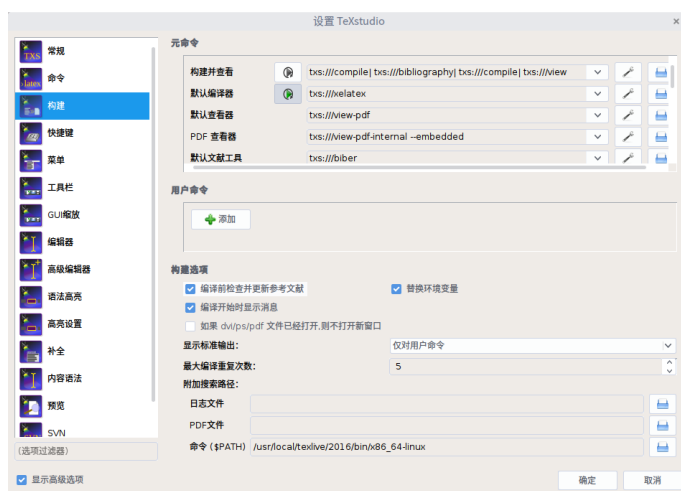 设置 TeXstudio
常规
命令
构建
快捷键
菜单
工具栏
GUI缩放
编辑器
高级编辑器
语法高亮
高亮设置
补全
内容语法
预览
SVN
(选项过滤器)
显示高级选项
元命令
构建并查看 txs:///compile| txs:///bibliography| txs:///compile| txs:///view
默认编译器 txs:///xelatex
默认查看器 txs:///view-pdf
PDF 查看器 txs:///view-pdf-internal --embedded
默认文献工具 txs:///biber
用户命令
添加
构建选项
编译前检查并更新参考文献 替换环境变量
编译开始时显示消息
如果 dvi/ps/pdf 文件已经打开,则不打开新窗口
显示标准输出: 仅对用户命令
最大编译重复次数: 5
附加搜索路径:
日志文件
PDF文件
命令 ($PATH) /usr/local/texlive/2016/bin/x86_64-linux
确定 取消